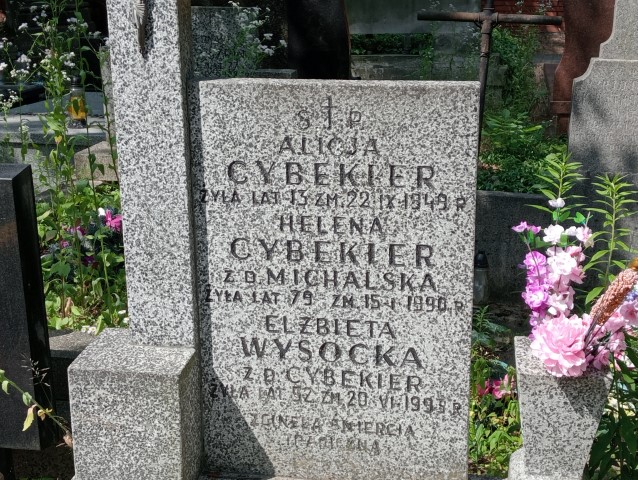 Ś † P
ALICJA
CYBEKIER
ŻYŁA LAT 13 ZM. 22 IX 1949 R
HELENA
CYBEKIER
Z D. MICHALSKA
ŻYŁA LAT 79 ZM. 15-I 1990 R
ELŻBIETA
WYSOCKA
Z D. CYBEKIER
ŻYŁA LAT 52 ZM. 20 VI 1993 R
ZGINĘŁA ŚMIERCIĄ
TRAGICZNĄ